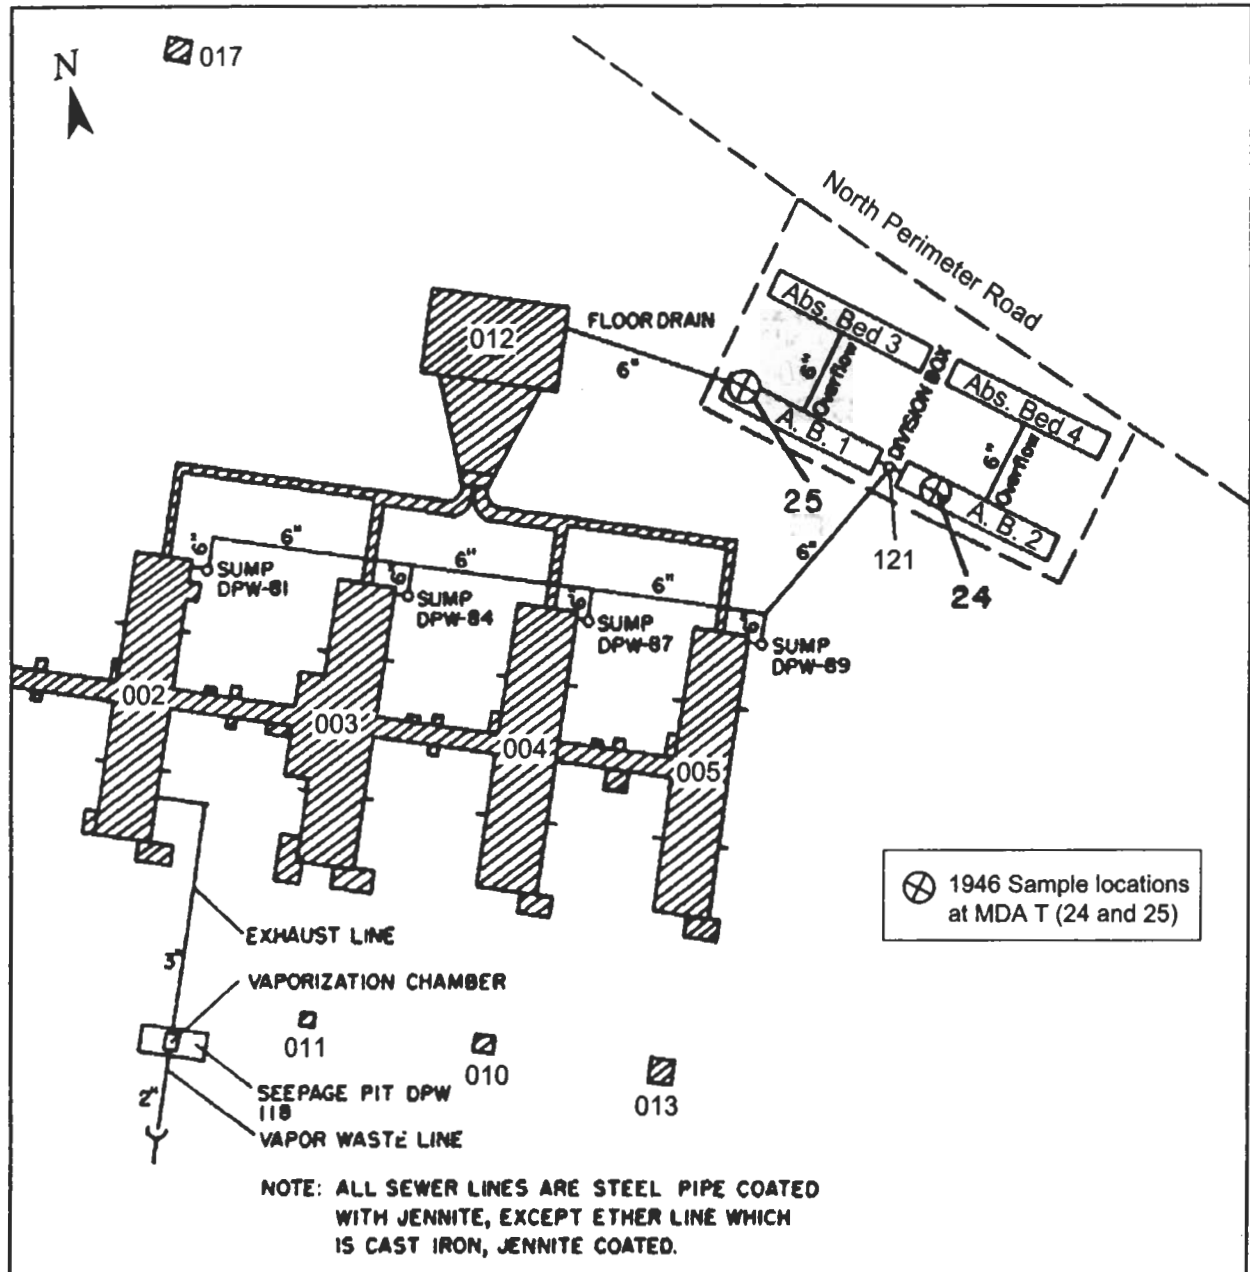 N
017
North Perimeter Road
Abs. Bed 3
FLOOR DRAIN
012
6"
6"
Overflow
DIVISION BOX
Abs. Bed 4
A. B. 1
6"
Overflow
25
A. B. 2
6"
121
24
6"
6"
6"
6"
SUMP
DPW-81
6"
SUMP
DPW-84
6"
SUMP
DPW-87
6"
SUMP
DPW-89
002
003
004
005
1946 Sample locations
at MDA T (24 and 25)
EXHAUST LINE
3"
VAPORIZATION CHAMBER
011
010
013
SEEPAGE PIT DPW
118
2"
VAPOR WASTE LINE
NOTE: ALL SEWER LINES ARE STEEL PIPE COATED
WITH JENNITE, EXCEPT ETHER LINE WHICH
IS CAST IRON, JENNITE COATED.